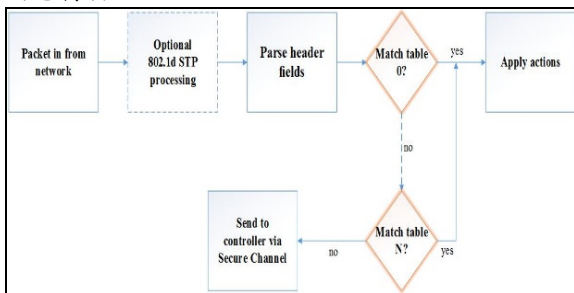 Packet in from
network
Optional
802.1d STP
processing
Parse header
fields
Match table
0?
yes
Apply actions
no
Send to
controller via
Secure Channel
no
Match table
N?
yes